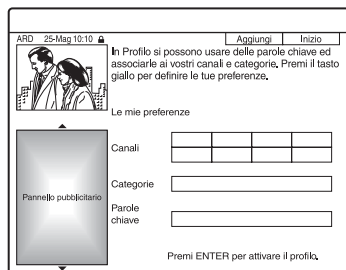 ARD 25-Mag 10:10
Aggiungi Inizio
In Profilo si possono usare delle parole chiave ed
associarle ai vostri canali e categorie. Premi il tasto
giallo per definire le tue preferenze.
Le mie preferenze
Canali
Categorie
Parole
chiave
Pannello pubblicitario
Premi ENTER per attivare il profilo.